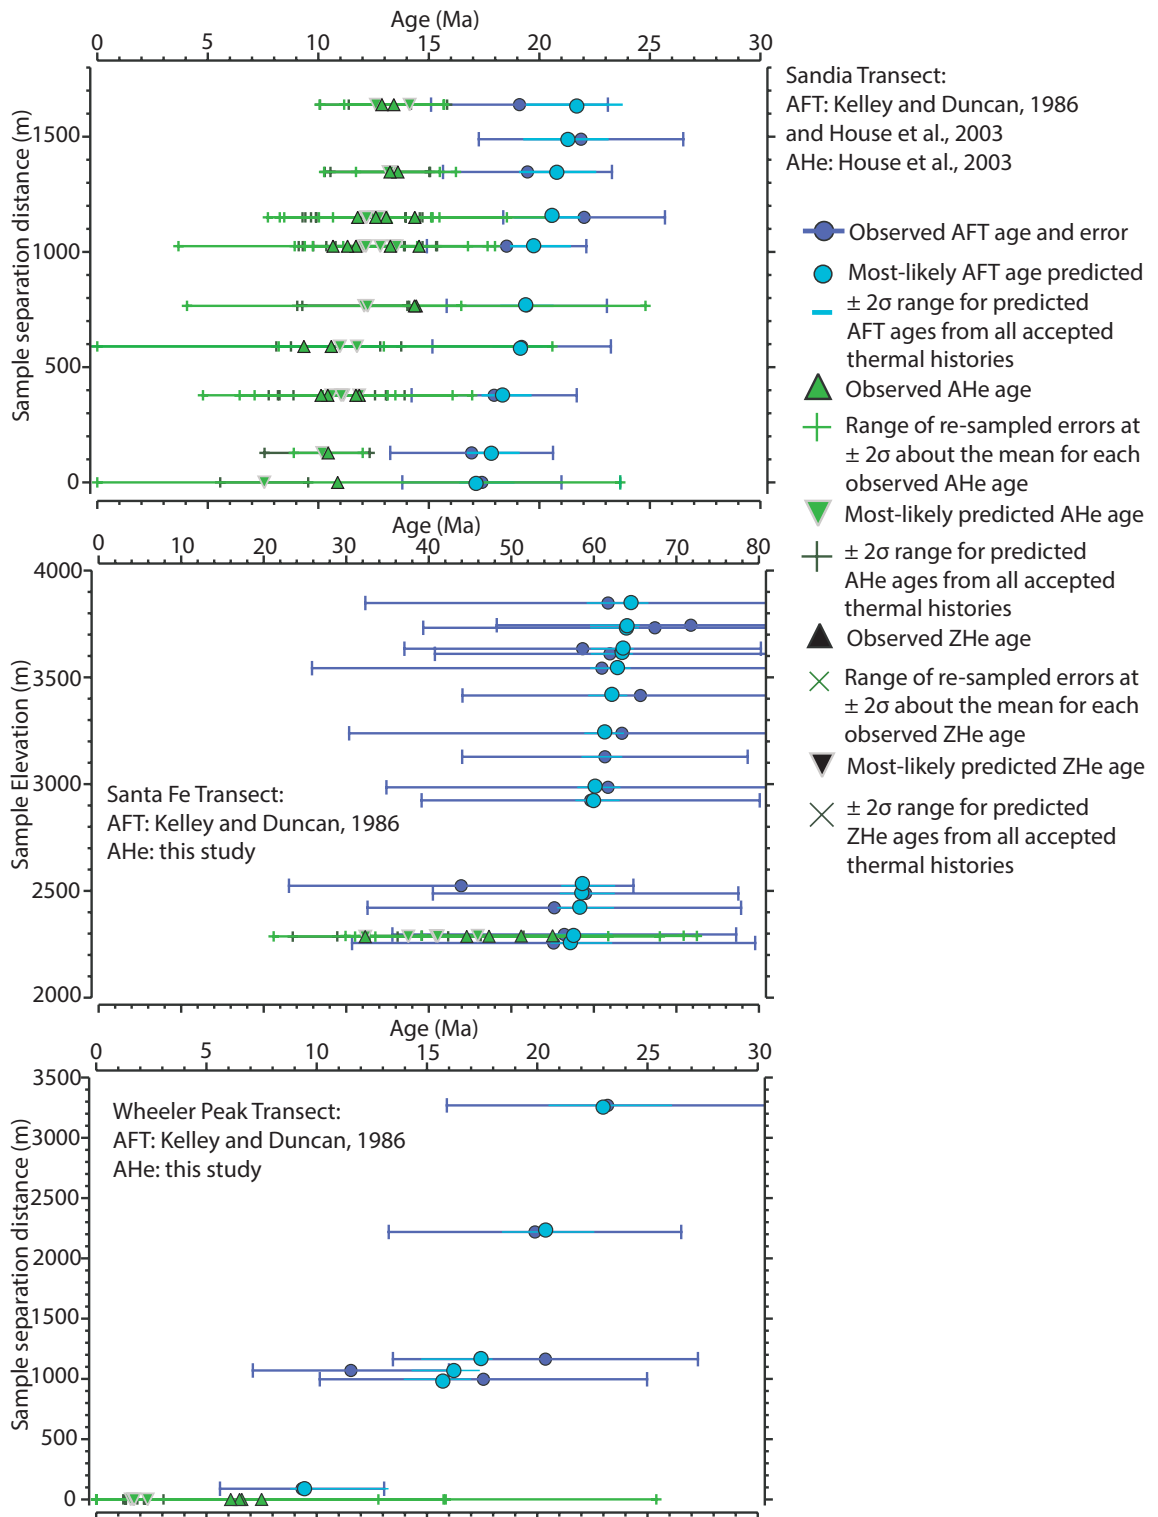 Age (Ma)
0 5 10 15 20 25 30
Sample separation distance (m)
1500
1000
500
0
Sandia Transect:
AFT: Kelley and Duncan, 1986
and House et al., 2003
AHe: House et al., 2003
Observed AFT age and error
Most-likely AFT age predicted
± 2σ range for predicted
AFT ages from all accepted
thermal histories
Observed AHe age
Range of re-sampled errors at
± 2σ about the mean for each
observed AHe age
Most-likely predicted AHe age
± 2σ range for predicted
AHe ages from all accepted
thermal histories
Observed ZHe age
Range of re-sampled errors at
± 2σ about the mean for each
observed ZHe age
Most-likely predicted ZHe age
± 2σ range for predicted
ZHe ages from all accepted
thermal histories
Age (Ma)
0 10 20 30 40 50 60 70 80
Sample Elevation (m)
4000
3500
3000
2500
2000
Santa Fe Transect:
AFT: Kelley and Duncan, 1986
AHe: this study
Age (Ma)
0 5 10 15 20 25 30
Sample separation distance (m)
3500
3000
2500
2000
1500
1000
500
0
Wheeler Peak Transect:
AFT: Kelley and Duncan, 1986
AHe: this study